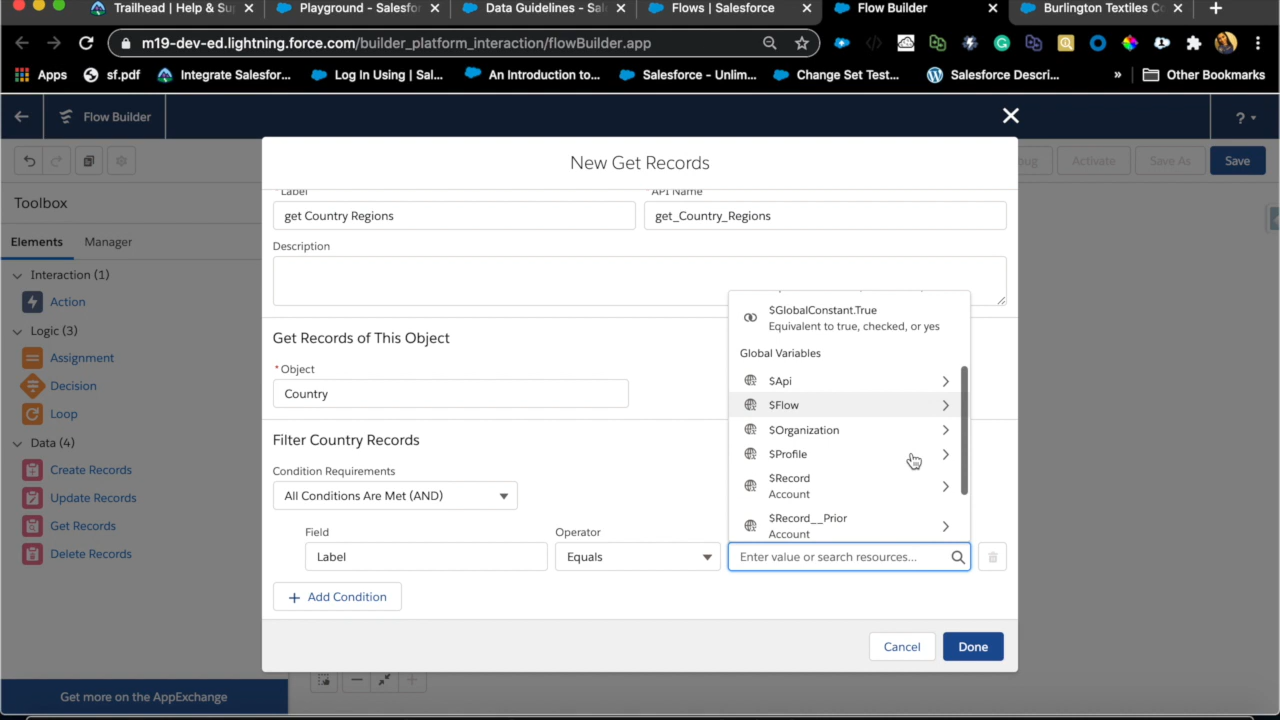 Trailhead | Help & Su
Playground - Salesfor
Data Guidelines - Sal
Flows | Salesforce
Flow Builder
Burlington Textiles Co
m19-dev-ed.lightning.force.com/builder_platform_interaction/flowBuilder.app
Apps
sf.pdf
Integrate Salesfor...
Log In Using | Sal...
An Introduction to...
Salesforce – Unlim...
Change Set Test...
Salesforce Descri...
»
Other Bookmarks
Flow Builder
?
Activate
Save As
Save
New Get Records
Toolbox
Elements
Manager
Interaction (1)
Action
Logic (3)
Assignment
Decision
Loop
Data (4)
Create Records
Update Records
Get Records
Delete Records
Get more on the AppExchange
*Label
*API Name
get Country Regions
get_Country_Regions
Description
Get Records of This Object
*Object
Country
Filter Country Records
Condition Requirements
All Conditions Are Met (AND)
Field
Operator
Label
Equals
Enter value or search resources...
$GlobalConstant.True
Equivalent to true, checked, or yes
Global Variables
$Api
$Flow
$Organization
$Profile
$Record
Account
$Record__Prior
Account
+ Add Condition
Cancel
Done